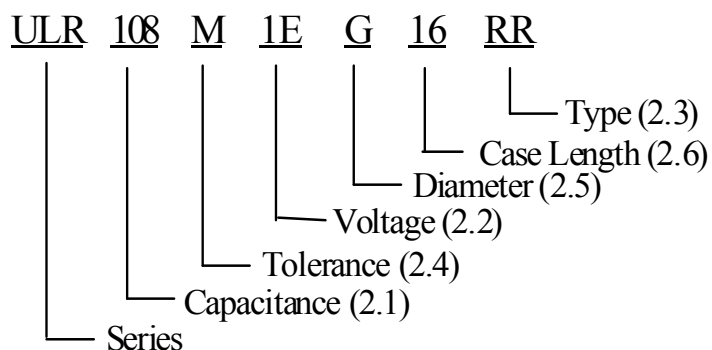 ULR 108 M 1E G 16 RR
Type (2.3)
Case Length (2.6)
Diameter (2.5)
Voltage (2.2)
Tolerance (2.4)
Capacitance (2.1)
Series